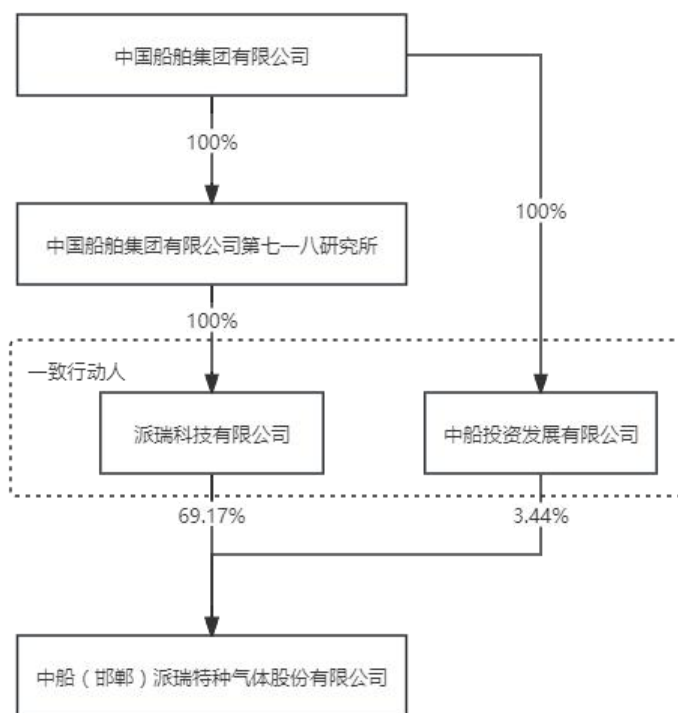 中国船舶集团有限公司
100%
100%
中国船舶集团有限公司第七一八研究所
100%
一致行动人
派瑞科技有限公司
中船投资发展有限公司
69.17%
3.44%
中船（邯郸）派瑞特种气体股份有限公司